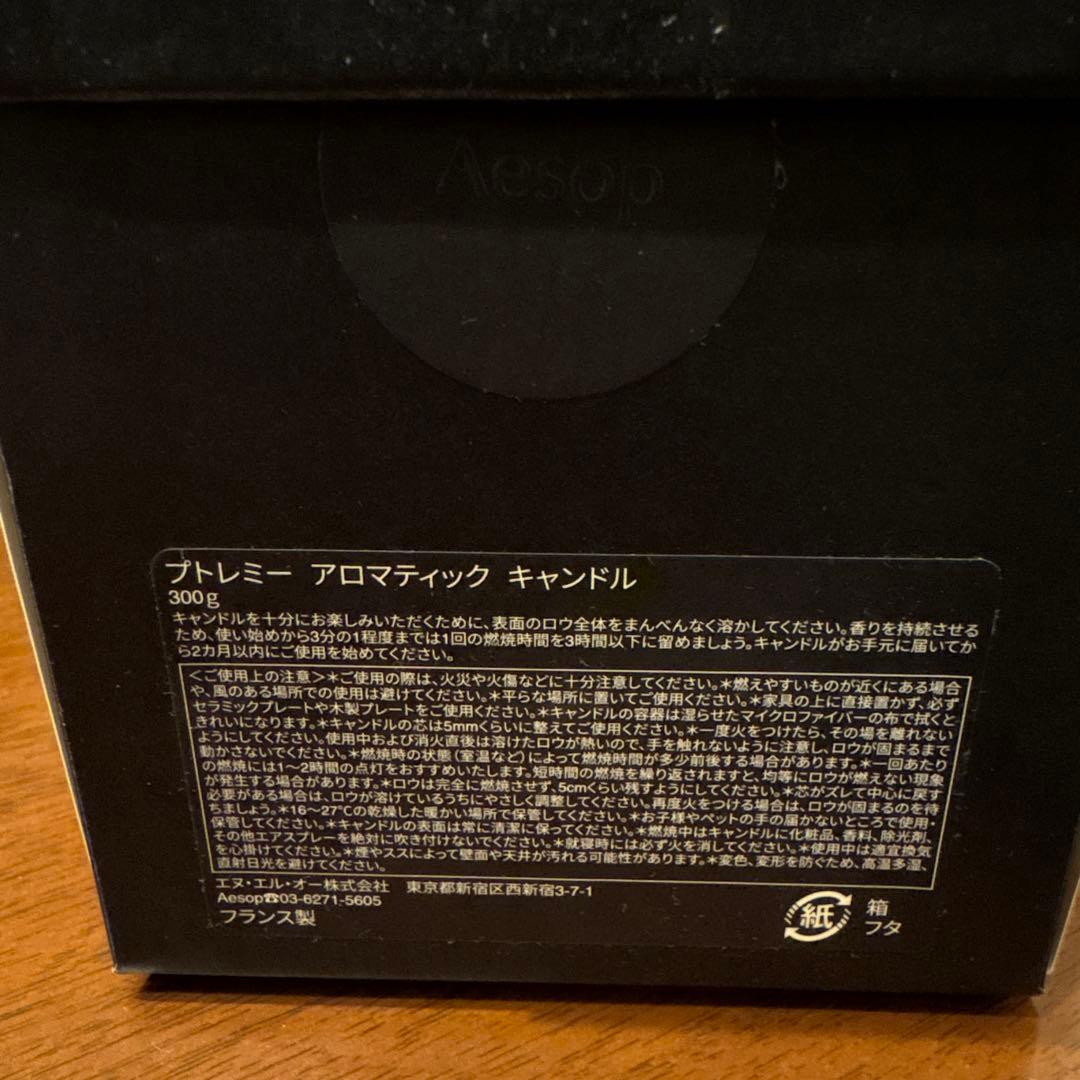 Aesop
プトレミー アロマティック キャンドル
300g
キャンドルを十分にお楽しみいただくために、表面のロウ全体をまんべんなく溶かしてください。香りを持続させる
ため、使い始めから3分の1程度までは1回の燃焼時間を3時間以下に留めましょう。キャンドルがお手元に届いてか
ら2カ月以内にご使用を始めてください。
<ご使用上の注意>＊ご使用の際は、火災や火傷などに十分注意してください。＊燃えやすいものが近くにある場合
や、風のある場所での使用は避けてください。＊平らな場所に置いてご使用ください。＊家具の上に直接置かず、必ず
セラミックプレートや木製プレートをご使用ください。＊キャンドルの容器は湿らせたマイクロファイバーの布で拭くと
きれいになります。＊キャンドルの芯は5mmくらいに整えてご使用ください。＊一度火をつけたら、その場を離れない
ようにしてください。使用中および消火直後は溶けたロウが熱いので、手を触れないように注意し、ロウが固まるまで
動かさないでください。＊燃焼時の状態（室温など）によって燃焼時間が多少前後する場合があります。＊一回あたり
の燃焼には1〜2時間の点灯をおすすめいたします。短時間の燃焼を繰り返されますと、均等にロウが燃えない現象
が発生する場合があります。＊ロウは完全に燃焼させず、5cmくらい残すようにしてください。＊芯がズレて中心に戻す
必要がある場合は、ロウが溶けているうちにやさしく調整してください。再度火をつける場合は、ロウが固まるのを待
ちましょう。＊16〜27℃の乾燥した暖かい場所で保管してください。＊お子様やペットの手の届かないところで使用・
保管してください。＊キャンドルの表面は常に清潔に保ってください。＊燃焼中はキャンドルに化粧品、香料、除光剤、
その他エアスプレーを絶対に吹き付けないでください。＊就寝時には必ず火を消してください。＊使用中は適宜換気
を心掛けてください。＊煙やススによって壁面や天井が汚れる可能性があります。＊変色、変形を防ぐため、高温多湿、
直射日光を避けてください。
エヌ・エル・オー株式会社 東京都新宿区西新宿3-7-1
Aesop☎03-6271-5605
フランス製
紙 箱
フタ